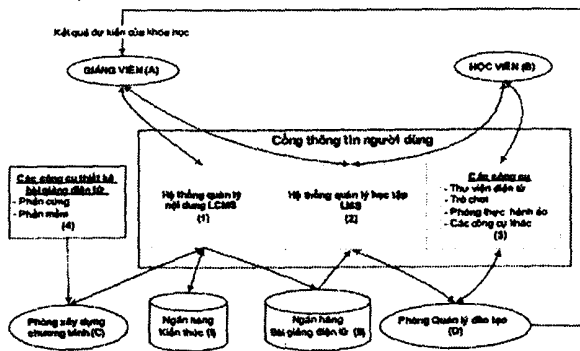 Kết quả dự kiến của khóa học
GIẢNG VIÊN (A)
HỌC VIÊN (B)
Cổng thông tin người dùng
Các công cụ thiết kế
bài giảng điện tử
- Phần cứng
- Phần mềm
(4)
Hệ thống quản lý
nội dung LCMS
(1)
Hệ thống quản lý học tập
LMS
(2)
Các công cụ
- Thư viện điện tử
- Trò chơi
- Phòng thực hành ảo
- Các công cụ khác
(3)
Phòng xây dựng
chương trình (C)
Ngân hàng
Kiến thức (I)
Ngân hàng
Bài giảng điện tử (II)
Phòng Quản lý đào tạo
(D)